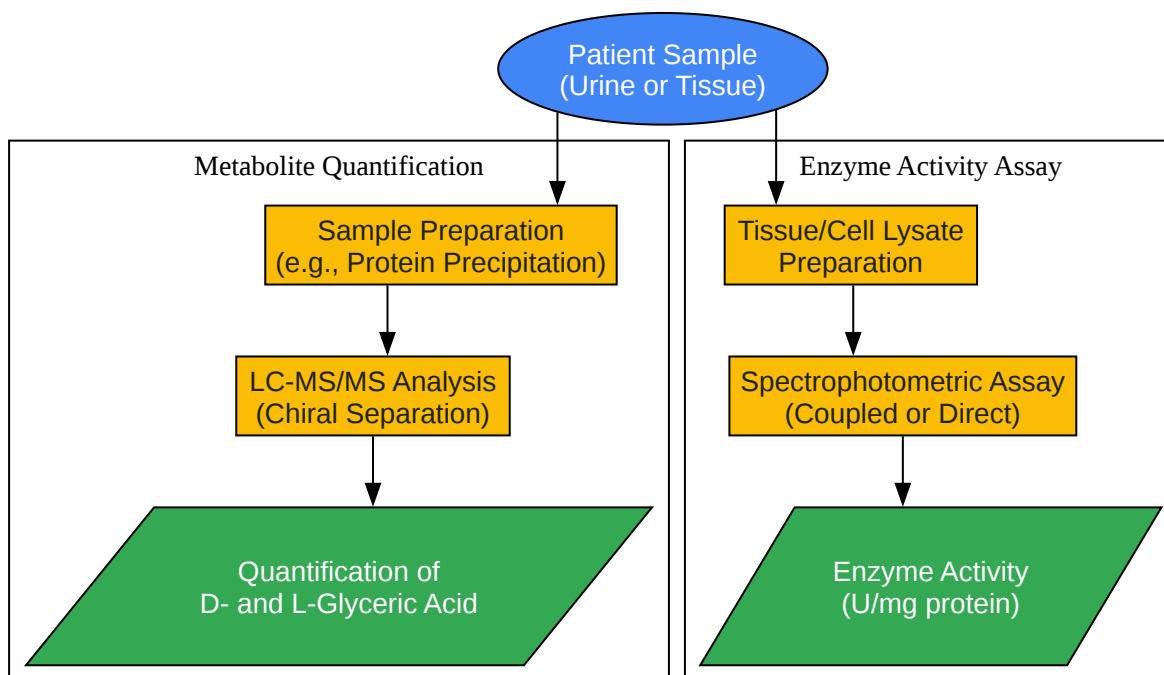 Patient Sample
(Urine or Tissue)
Metabolite Quantification
Sample Preparation
(e.g., Protein Precipitation)
LC-MS/MS Analysis
(Chiral Separation)
Quantification of
D- and L-Glyceric Acid
Enzyme Activity Assay
Tissue/Cell Lysate
Preparation
Spectrophotometric Assay
(Coupled or Direct)
Enzyme Activity
(U/mg protein)